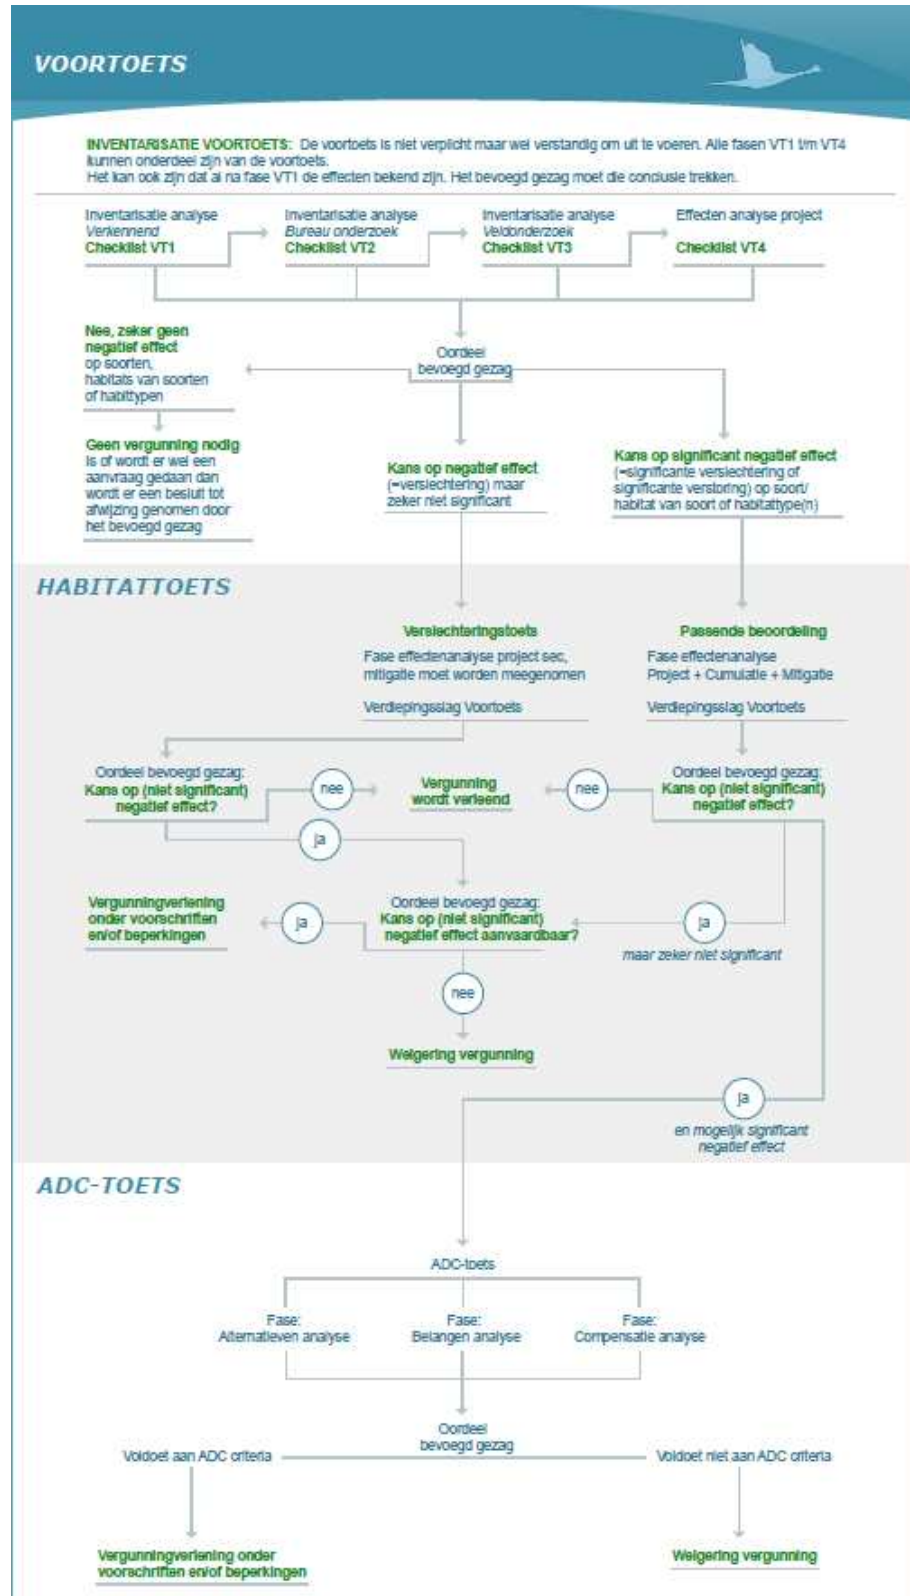 VOORTOETS
INVENTARISATIE VOORTOETS: De voortoets is niet verplicht maar wel verstandig om uit te voeren. Alle fasen VT1 t/m VT4
kunnen onderdeel zijn van de voortoets.
Het kan ook zijn dat al na fase VT1 de effecten bekend zijn. Het bevoegd gezag moet die conclusie trekken.
Inventarisatie analyse
Verkennend
Checklist VT1
Inventarisatie analyse
Bureau onderzoek
Checklist VT2
Inventarisatie analyse
Veldonderzoek
Checklist VT3
Effecten analyse project
Checklist VT4
Oordeel
bevoegd gezag
Nee, zeker geen
negatief effect
op soorten,
habitats van soorten
of habittypen
Geen vergunning nodig
Is of wordt er wel een
aanvraag gedaan dan
wordt er een besluit tot
afwijzing genomen door
het bevoegd gezag
Kans op negatief effect
(=verslechtering) maar
zeker niet significant
Kans op significant negatief effect
(=significante verslechtering of
significante verstoring) op soort/
habitat van soort of habitattype(n)
HABITATTOETS
Verslechteringstoets
Fase effectenanalyse project sec,
mitigatie moet worden meegenomen
Verdiepingsslag Voortoets
Passende beoordeling
Fase effectenanalyse
Project + Cumulatie + Mitigatie
Verdiepingsslag Voortoets
Oordeel bevoegd gezag:
Kans op (niet significant)
negatief effect?
nee
Vergunning
wordt verleend
nee
Oordeel bevoegd gezag:
Kans op (niet significant)
negatief effect?
ja
Vergunningverlening
onder voorschriften
en/of beperkingen
ja
Oordeel bevoegd gezag:
Kans op (niet significant)
negatief effect aanvaardbaar?
ja
maar zeker niet significant
nee
Weigering vergunning
ja
en mogelijk significant
negatief effect
ADC-TOETS
ADC-toets
Fase:
Alternatieven analyse
Fase:
Belangen analyse
Fase:
Compensatie analyse
Oordeel
bevoegd gezag
Voldoet aan ADC criteria
Voldoet niet aan ADC criteria
Vergunningverlening onder
voorschriften en/of beperkingen
Weigering vergunning